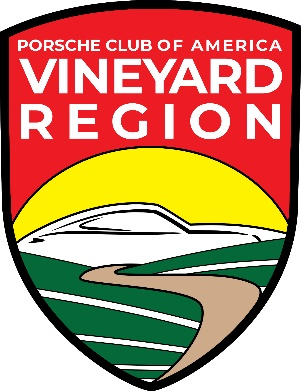 PORSCHE CLUB OF AMERICA
VINEYARD
REGION